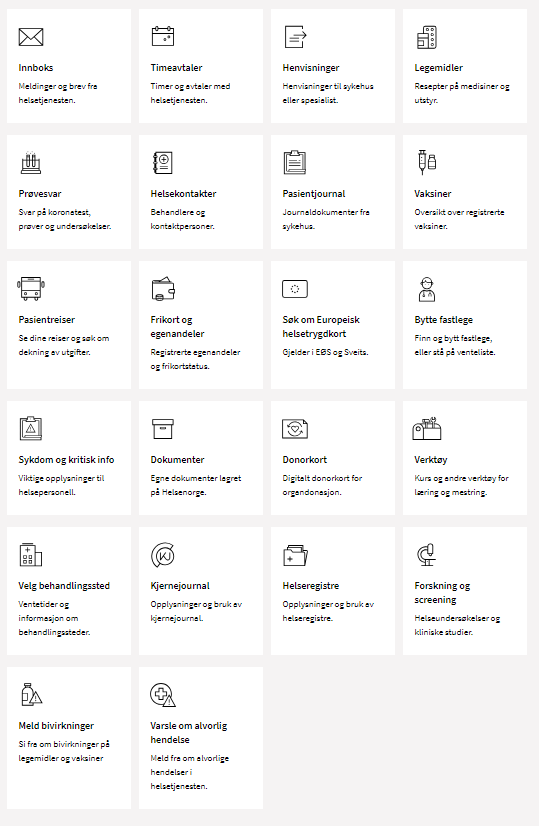 Innboks
Meldinger og brev fra
helsetjenesten.
Timeavtaler
Timer og avtaler med
helsetjenesten.
Henvisninger
Henvisninger til sykehus
eller spesialist.
Legemidler
Resepter på medisiner og
utstyr.
Prøvesvar
Svar på koronatest,
prøver og undersøkelser.
Helsekontakter
Behandlere og
kontaktpersoner.
Pasientjournal
Journaldokumenter fra
sykehus.
Vaksiner
Oversikt over registrerte
vaksiner.
Pasientreiser
Se dine reiser og søk om
dekning av utgifter.
Frikort og
egenandeler
Registrerte egenandeler
og frikortstatus.
Søk om Europeisk
helsetrygdkort
Gjelder i EØS og Sveits.
Bytte fastlege
Finn og bytt fastlege,
eller stå på venteliste.
Sykdom og kritisk info
Viktige opplysninger til
helsepersonell.
Dokumenter
Egne dokumenter lagret
på Helsenorge.
Donorkort
Digitalt donorkort for
organdonasjon.
Verktøy
Kurs og andre verktøy for
læring og mestring.
Velg behandlingssted
Ventetider og
informasjon om
behandlingssteder.
Kjernejournal
Opplysninger og bruk av
kjernejournal.
Helseregistre
Opplysninger og bruk av
helseregistre.
Forskning og
screening
Helseundersøkelser og
kliniske studier.
Meld bivirkninger
Si fra om bivirkninger på
legemidler og vaksiner
Varsle om alvorlig
hendelse
Meld fra om alvorlige
hendelser i
helsetjenesten.